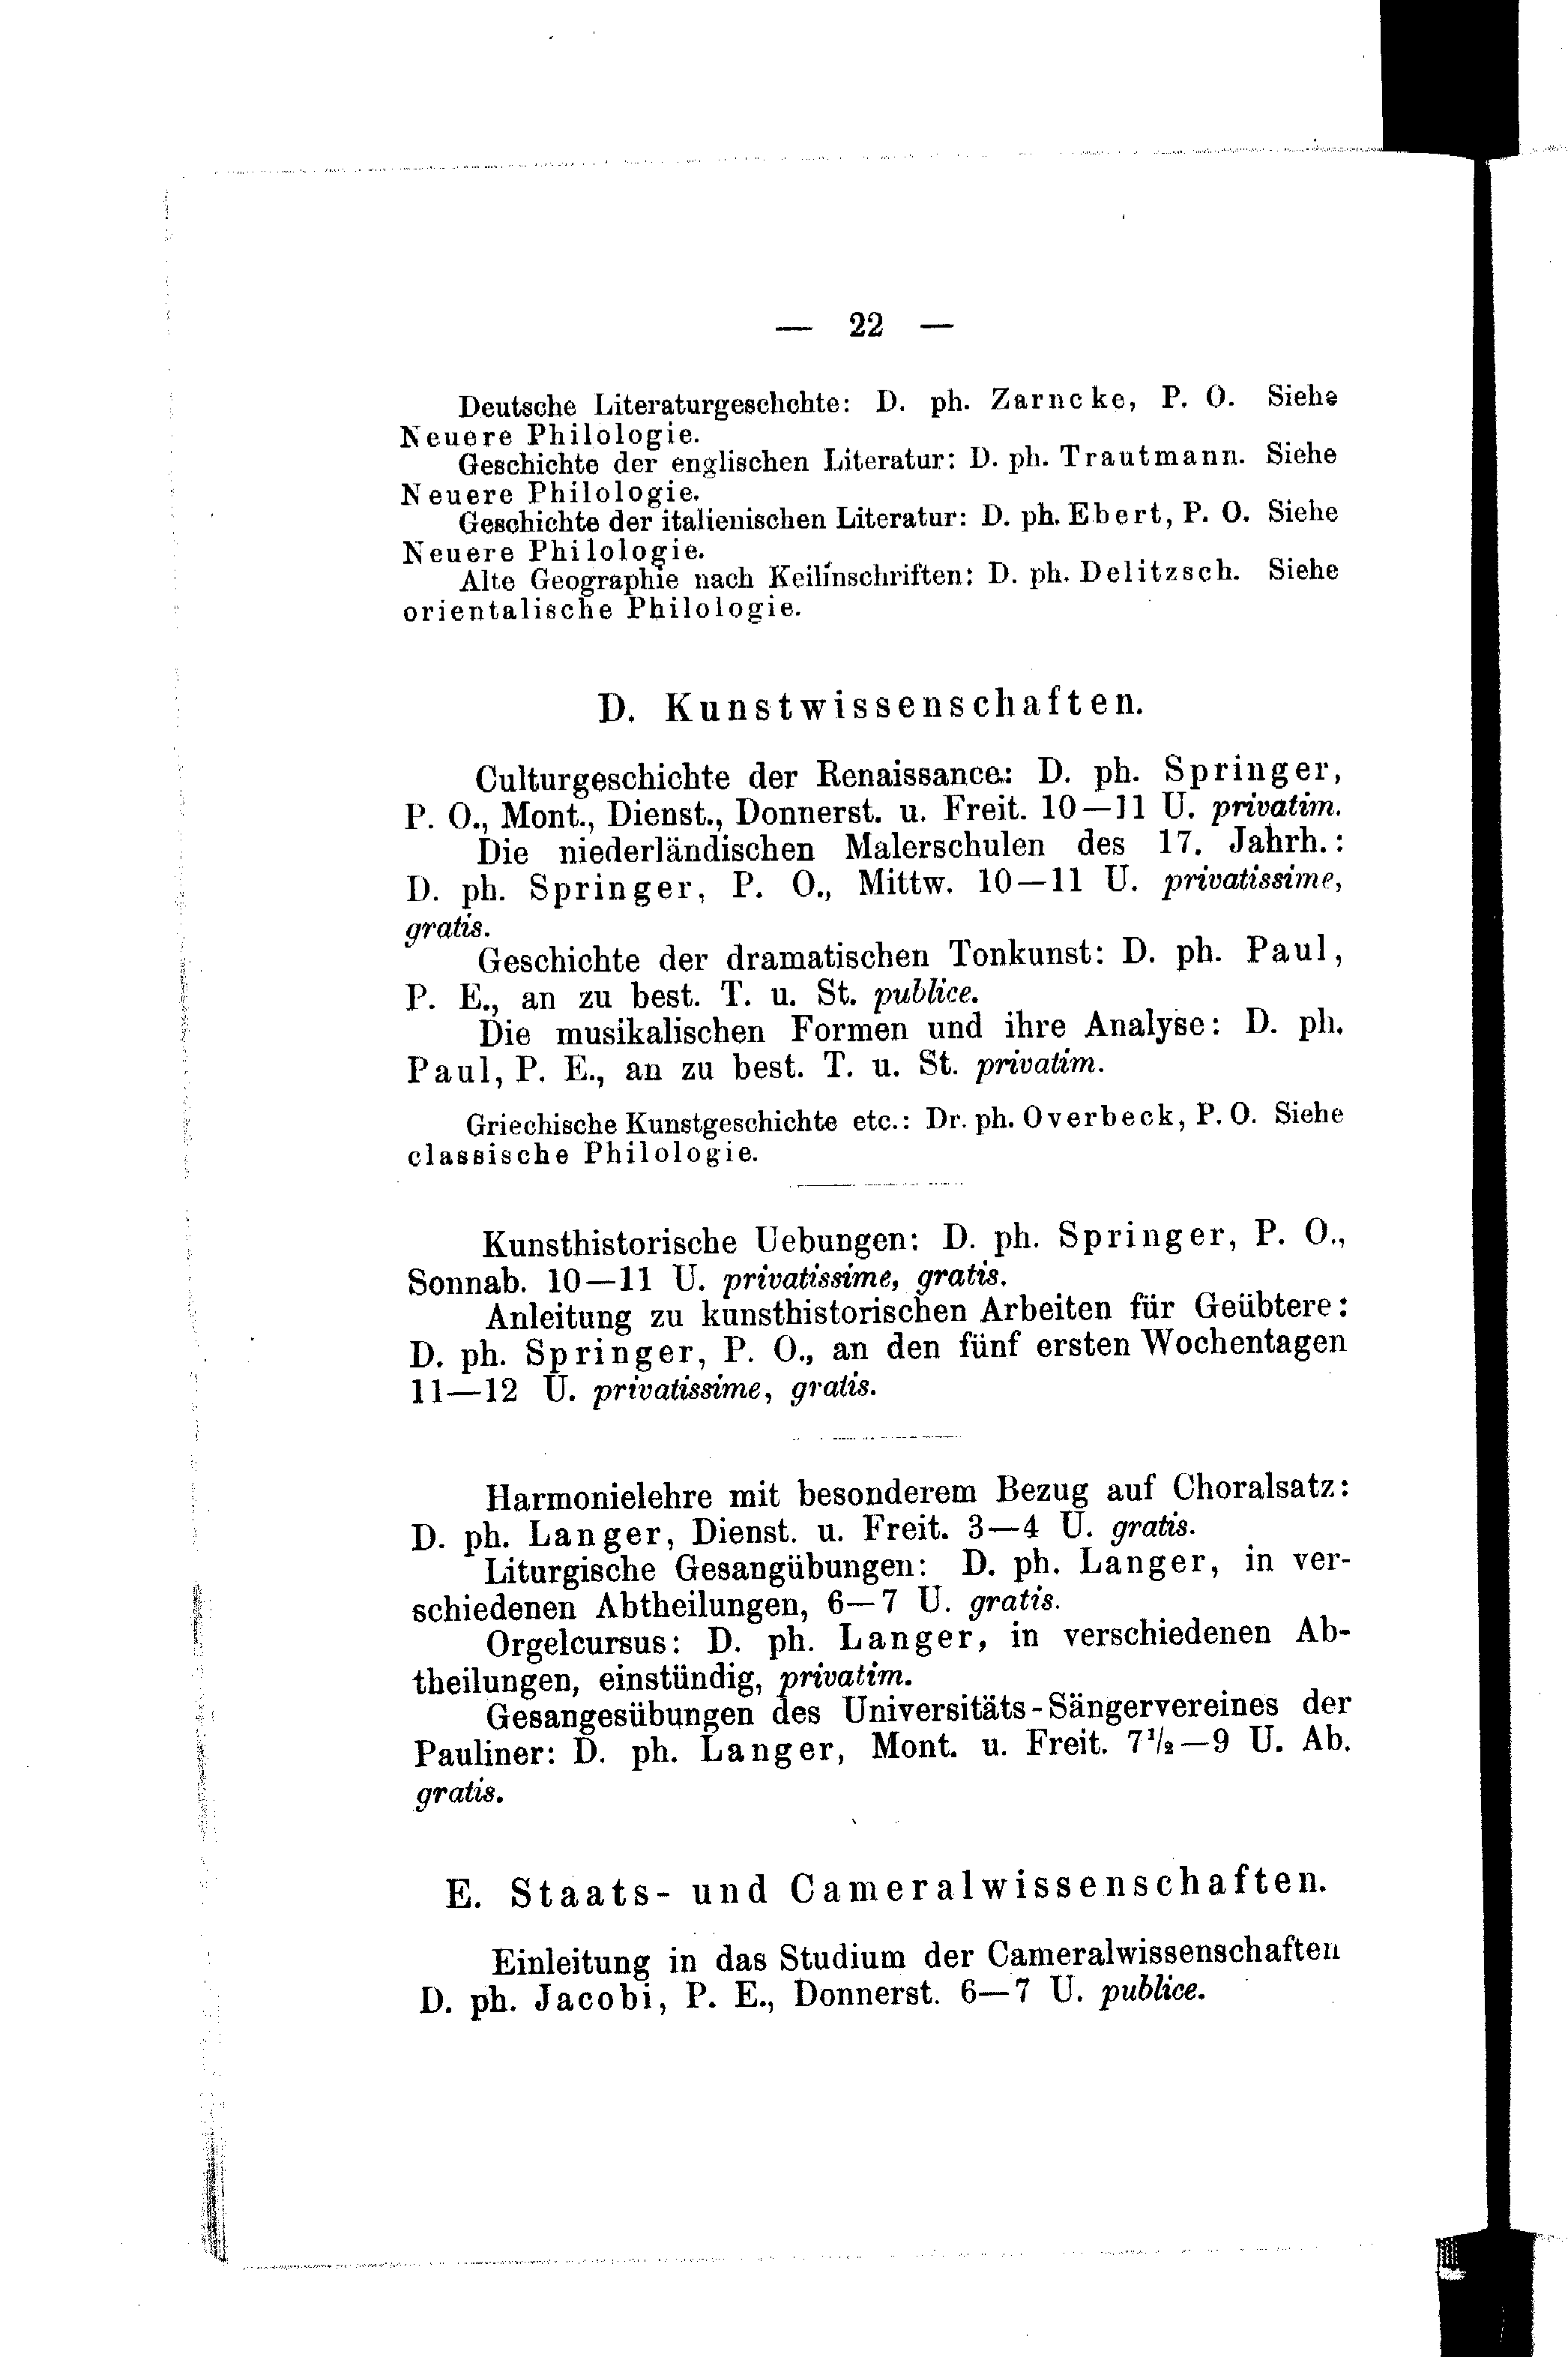 — 22 —
Deutsche Literaturgeschchte: D. ph. Zarncke, P. O. Siehe
Neuere Philologie.
Geschichte der englischen Literatur: D. ph. Trautmann. Siehe
Neuere Philologie.
Geschichte der italienischen Literatur: D. ph. Ebert, P. O. Siehe
Neuere Philologie.
Alte Geographie nach Keilinschriften: D. ph. Delitzsch. Siehe
orientalische Philologie.
D. Kunstwissenschaften.
Culturgeschichte der Renaissance: D. ph. Springer,
P. O., Mont., Dienst., Donnerst. u. Freit. 10—11 U. privatim.
Die niederländischen Malerschulen des 17. Jahrh.:
D. ph. Springer, P. O., Mittw. 10—11 U. privatissime,
gratis.
Geschichte der dramatischen Tonkunst: D. ph. Paul,
P. E., an zu best. T. u. St. publice.
Die musikalischen Formen und ihre Analyse: D. ph.
Paul, P. E., an zu best. T. u. St. privatim.
Griechische Kunstgeschichte etc.: Dr. ph. Overbeck, P. O. Siehe
classische Philologie.
Kunsthistorische Uebungen: D. ph. Springer, P. O.,
Sonnab. 10—11 U. privatissime, gratis.
Anleitung zu kunsthistorischen Arbeiten für Geübtere:
D. ph. Springer, P. O., an den fünf ersten Wochentagen
11—12 U. privatissime, gratis.
Harmonielehre mit besonderem Bezug auf Choralsatz:
D. ph. Langer, Dienst. u. Freit. 3—4 U. gratis.
Liturgische Gesangübungen: D. ph. Langer, in ver-
schiedenen Abtheilungen, 6—7 U. gratis.
Orgelcursus: D. ph. Langer, in verschiedenen Ab-
theilungen, einstündig, privatim.
Gesangesübungen des Universitäts-Sängervereines der
Pauliner: D. ph. Langer, Mont. u. Freit. 7½—9 U. Ab.
gratis.
E. Staats- und Cameralwissenschaften.
Einleitung in das Studium der Cameralwissenschaften
D. ph. Jacobi, P. E., Donnerst. 6—7 U. publice.